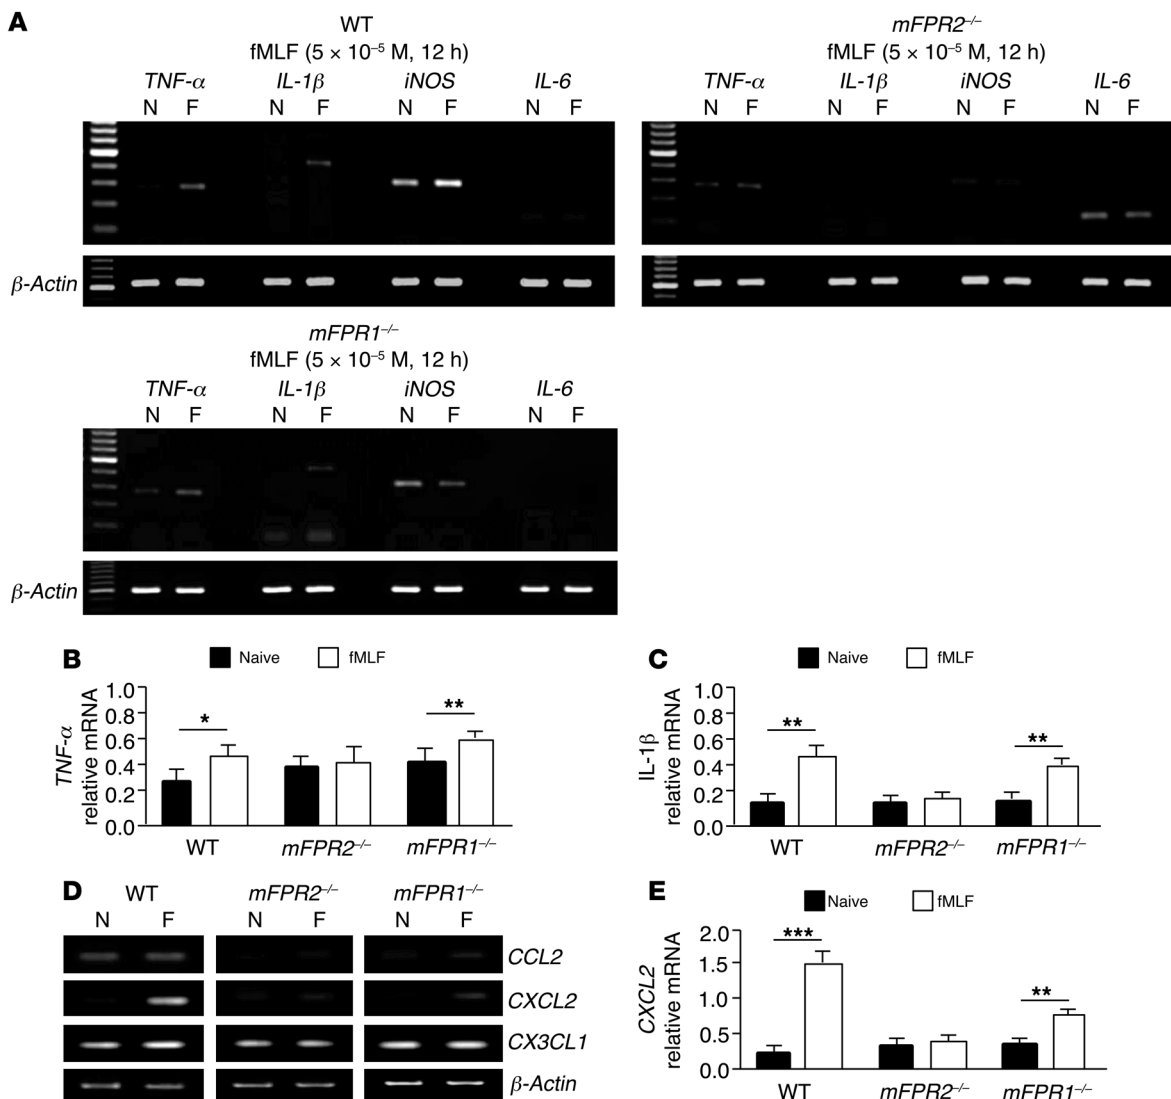 A
WT
fMLF (5 × 10⁻⁵ M, 12 h)
TNF-α IL-1β iNOS IL-6
N F N F N F N F
β-Actin
mFPR2⁻/⁻
fMLF (5 × 10⁻⁵ M, 12 h)
TNF-α IL-1β iNOS IL-6
N F N F N F N F
mFPR1⁻/⁻
fMLF (5 × 10⁻⁵ M, 12 h)
TNF-α IL-1β iNOS IL-6
N F N F N F N F
β-Actin
B
Naive fMLF
TNF-α
relative mRNA
1.0
0.8
0.6
0.4
0.2
0.0
* **
WT mFPR2⁻/⁻ mFPR1⁻/⁻
C
Naive fMLF
IL-1β
relative mRNA
1.0
0.8
0.6
0.4
0.2
0.0
** **
WT mFPR2⁻/⁻ mFPR1⁻/⁻
D
WT mFPR2⁻/⁻ mFPR1⁻/⁻
N F N F N F
CCL2
CXCL2
CX3CL1
β-Actin
E
Naive fMLF
CXCL2
relative mRNA
2.0
1.5
1.0
0.5
0.0
*** **
WT mFPR2⁻/⁻ mFPR1⁻/⁻